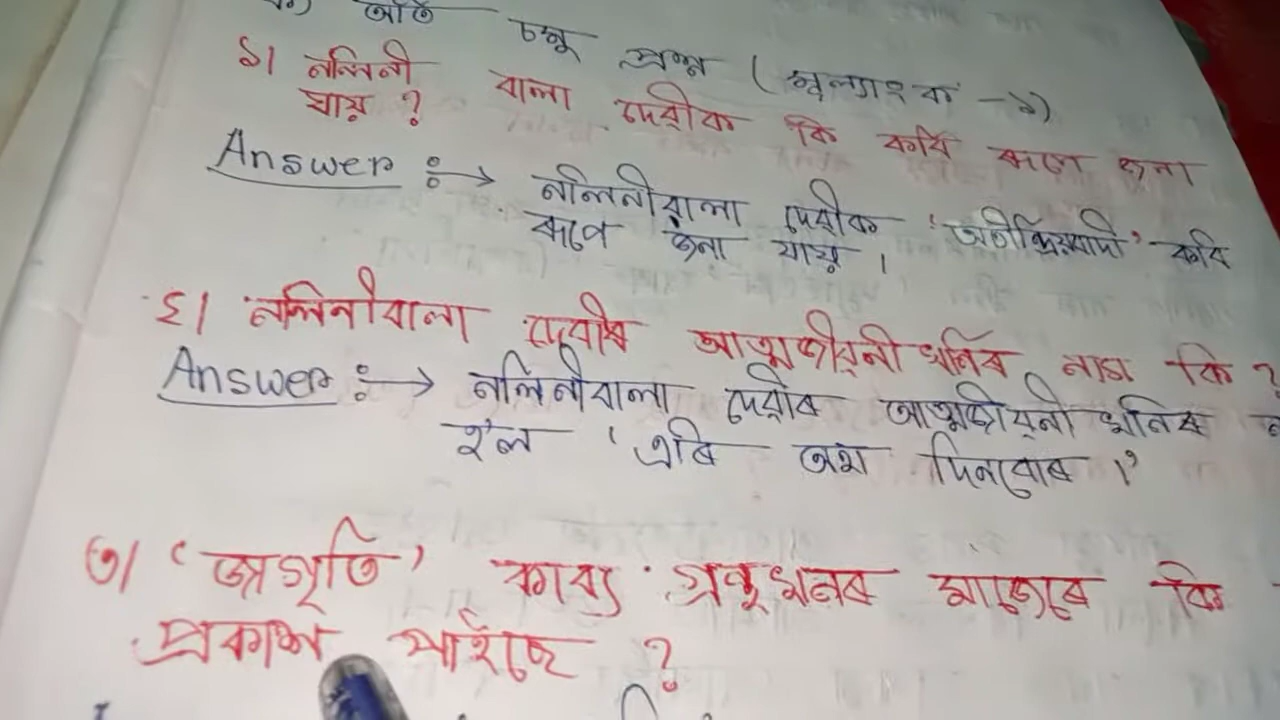 ক) অতি চমু প্ৰশ্ন (মূল্যাংক -১)
১। নলিনী বালা দেৱীক কি কবি ৰূপে জনা
যায় ?
Answer :→ নলিনীবালা দেৱীক 'অতীন্দ্ৰিয়বাদী' কবি
ৰূপে জনা যায় ।
২। নলিনীবালা দেৱীৰ আত্মজীৱনীখনিৰ নাম কি ?
Answer :→ নলিনীবালা দেৱীৰ আত্মজীৱনী খনিৰ
হ'ল 'এৰি অহা দিনবোৰ ।'
৩। 'জাগৃতি' কাব্য গ্ৰন্থখনৰ মাজেৰে কি
প্ৰকাশ পাইছে ?